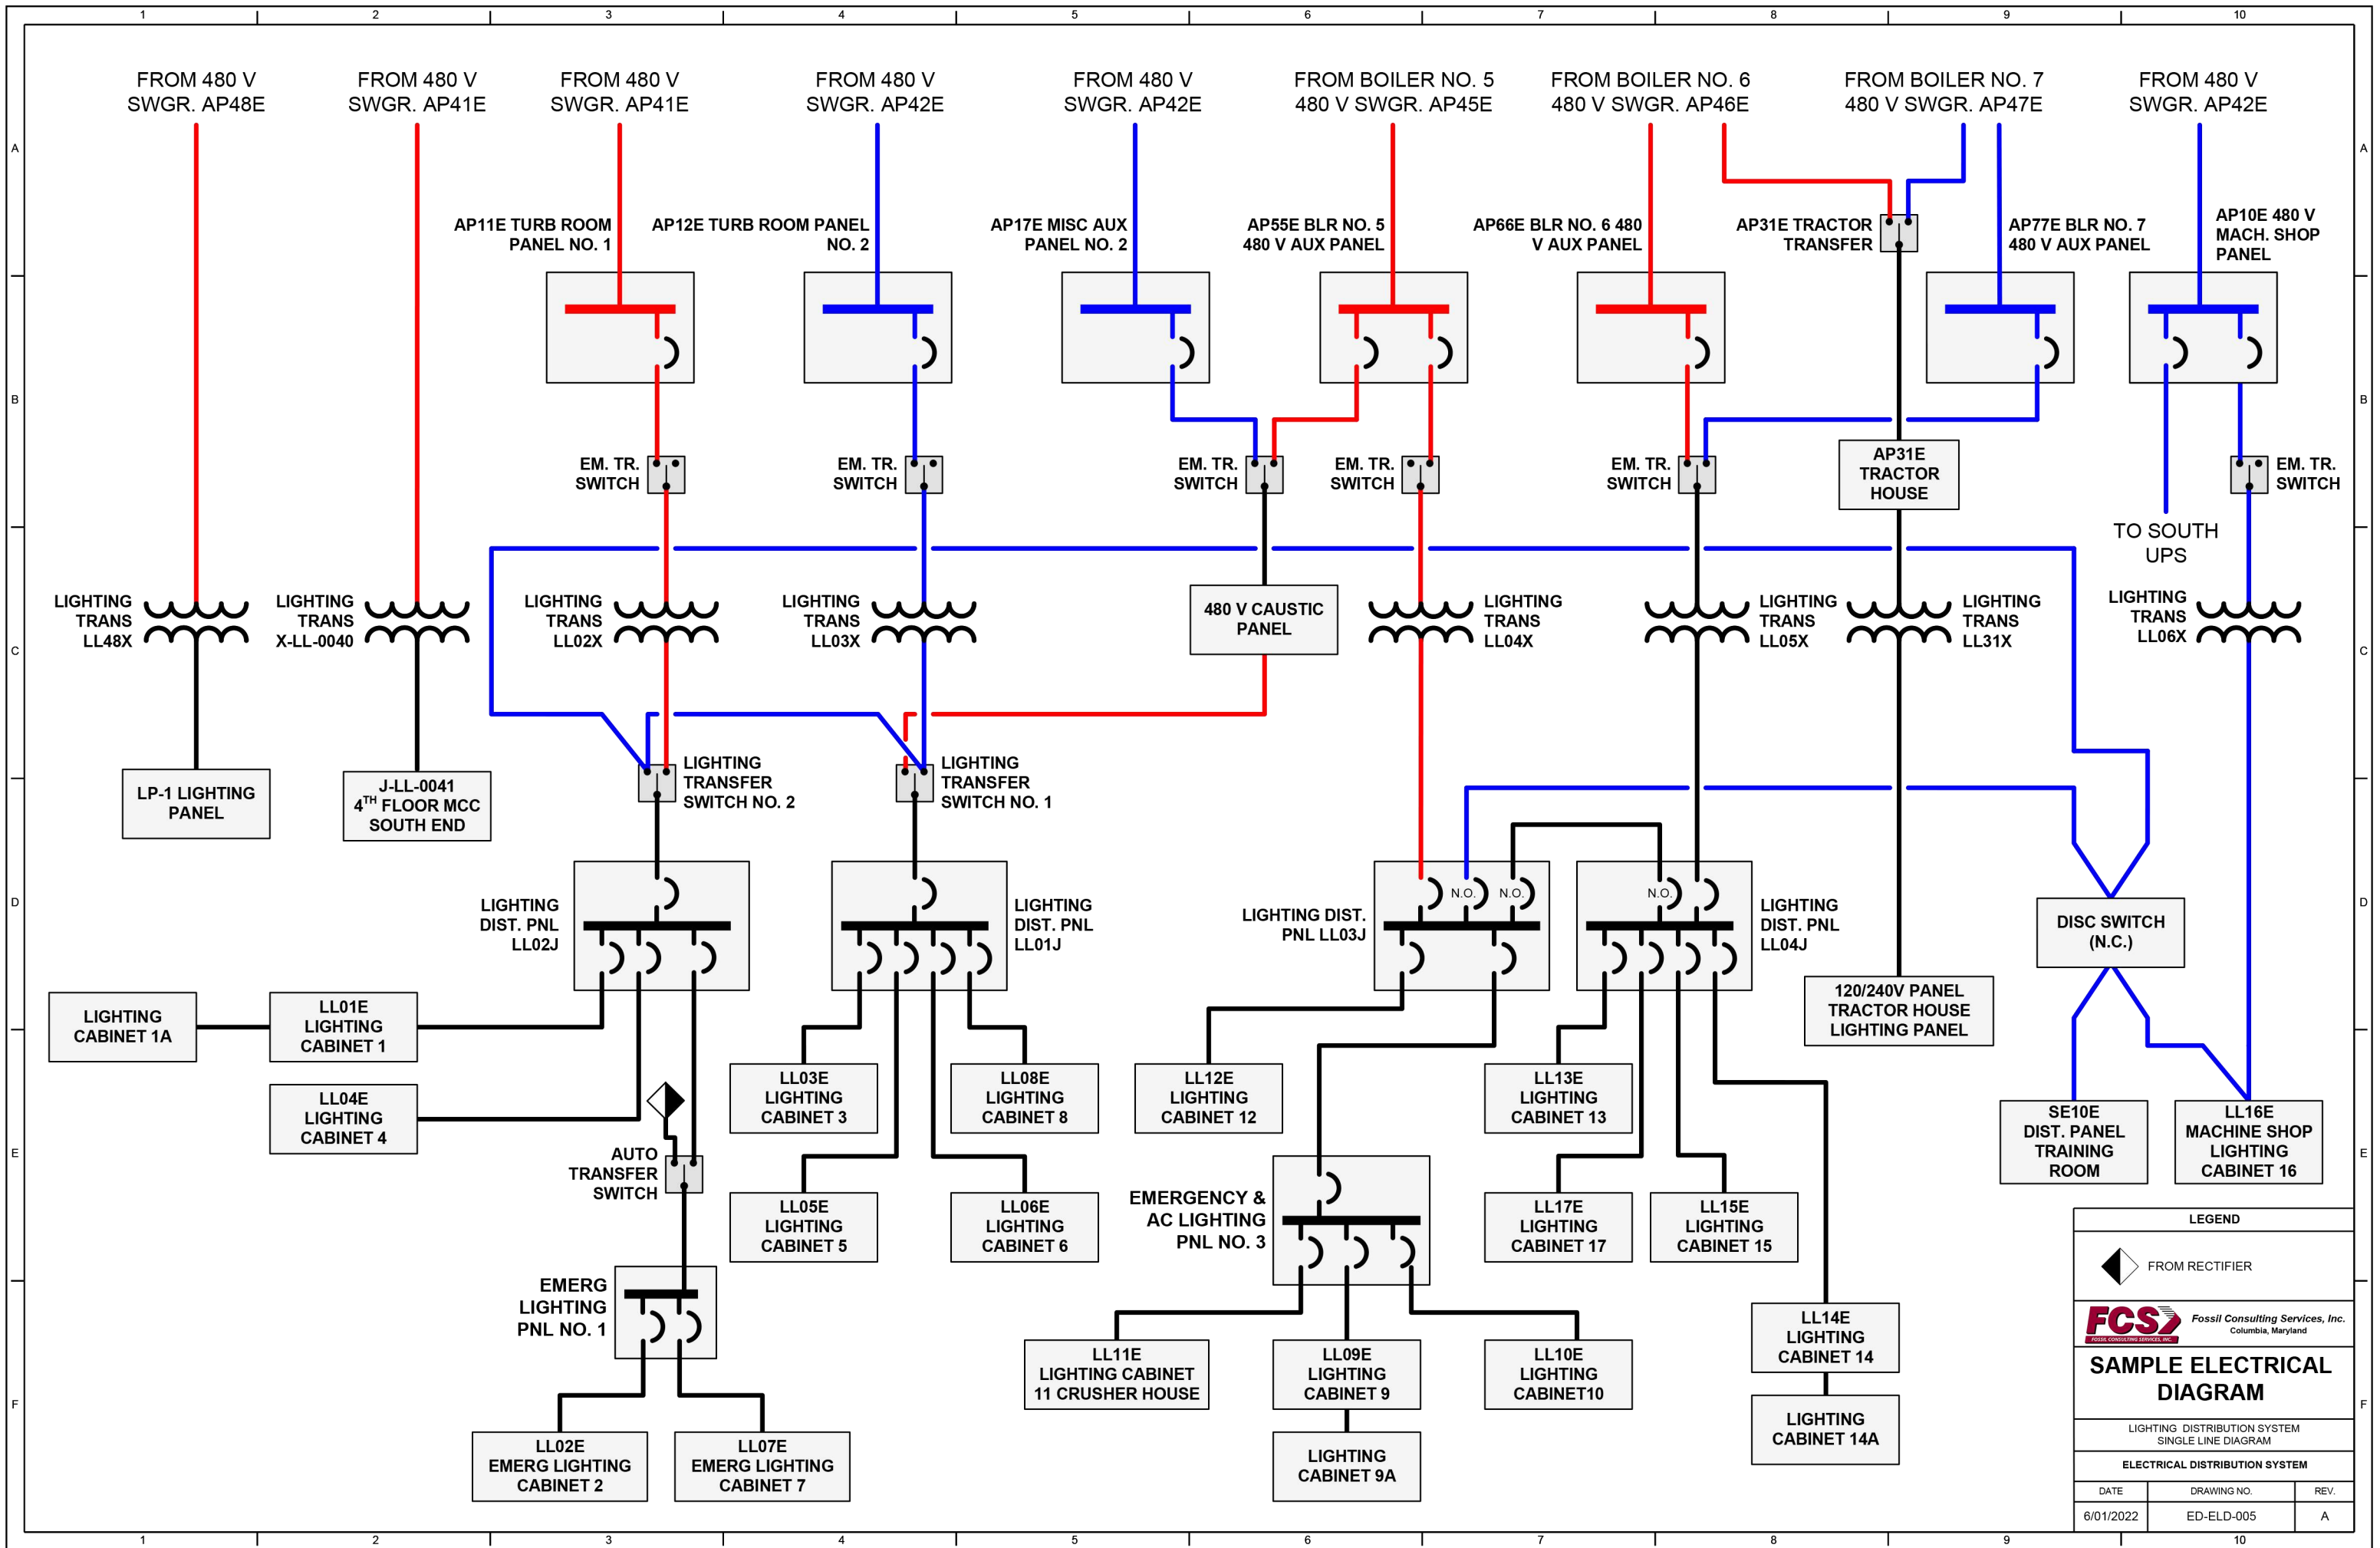 1 2 3 4 5 6 7 8 9 10
A
B
C
D
E
F
A
B
C
D
E
F
FROM 480 V
SWGR. AP48E
FROM 480 V
SWGR. AP41E
FROM 480 V
SWGR. AP41E
FROM 480 V
SWGR. AP42E
FROM 480 V
SWGR. AP42E
FROM BOILER NO. 5
480 V SWGR. AP45E
FROM BOILER NO. 6
480 V SWGR. AP46E
FROM BOILER NO. 7
480 V SWGR. AP47E
FROM 480 V
SWGR. AP42E
AP11E TURB ROOM
PANEL NO. 1
AP12E TURB ROOM PANEL
NO. 2
AP17E MISC AUX
PANEL NO. 2
AP55E BLR NO. 5
480 V AUX PANEL
AP66E BLR NO. 6 480
V AUX PANEL
AP31E TRACTOR
TRANSFER
AP77E BLR NO. 7
480 V AUX PANEL
AP10E 480 V
MACH. SHOP
PANEL
EM. TR.
SWITCH
EM. TR.
SWITCH
EM. TR.
SWITCH
EM. TR.
SWITCH
EM. TR.
SWITCH
AP31E
TRACTOR
HOUSE
EM. TR.
SWITCH
TO SOUTH
UPS
LIGHTING
TRANS
LL48X
LIGHTING
TRANS
X-LL-0040
LIGHTING
TRANS
LL02X
LIGHTING
TRANS
LL03X
480 V CAUSTIC
PANEL
LIGHTING
TRANS
LL04X
LIGHTING
TRANS
LL05X
LIGHTING
TRANS
LL31X
LIGHTING
TRANS
LL06X
LP-1 LIGHTING
PANEL
J-LL-0041
4TH FLOOR MCC
SOUTH END
LIGHTING
TRANSFER
SWITCH NO. 2
LIGHTING
TRANSFER
SWITCH NO. 1
LIGHTING
DIST. PNL
LL02J
LIGHTING
DIST. PNL
LL01J
LIGHTING DIST.
PNL LL03J
N.O.
N.O.
N.O.
LIGHTING
DIST. PNL
LL04J
DISC SWITCH
(N.C.)
LIGHTING
CABINET 1A
LL01E
LIGHTING
CABINET 1
LL04E
LIGHTING
CABINET 4
LL03E
LIGHTING
CABINET 3
LL08E
LIGHTING
CABINET 8
LL12E
LIGHTING
CABINET 12
LL13E
LIGHTING
CABINET 13
120/240V PANEL
TRACTOR HOUSE
LIGHTING PANEL
SE10E
DIST. PANEL
TRAINING
ROOM
LL16E
MACHINE SHOP
LIGHTING
CABINET 16
AUTO
TRANSFER
SWITCH
LL05E
LIGHTING
CABINET 5
LL06E
LIGHTING
CABINET 6
EMERGENCY &
AC LIGHTING
PNL NO. 3
LL17E
LIGHTING
CABINET 17
LL15E
LIGHTING
CABINET 15
EMERG
LIGHTING
PNL NO. 1
LL11E
LIGHTING CABINET
11 CRUSHER HOUSE
LL09E
LIGHTING
CABINET 9
LL10E
LIGHTING
CABINET10
LL14E
LIGHTING
CABINET 14
LL02E
EMERG LIGHTING
CABINET 2
LL07E
EMERG LIGHTING
CABINET 7
LIGHTING
CABINET 9A
LIGHTING
CABINET 14A
LEGEND
FROM RECTIFIER
FCS
FOSSIL CONSULTING SERVICES, INC.
Fossil Consulting Services, Inc.
Columbia, Maryland
SAMPLE ELECTRICAL
DIAGRAM
LIGHTING DISTRIBUTION SYSTEM
SINGLE LINE DIAGRAM
ELECTRICAL DISTRIBUTION SYSTEM
DATE DRAWING NO. REV.
6/01/2022 ED-ELD-005 A
1 2 3 4 5 6 7 8 9 10